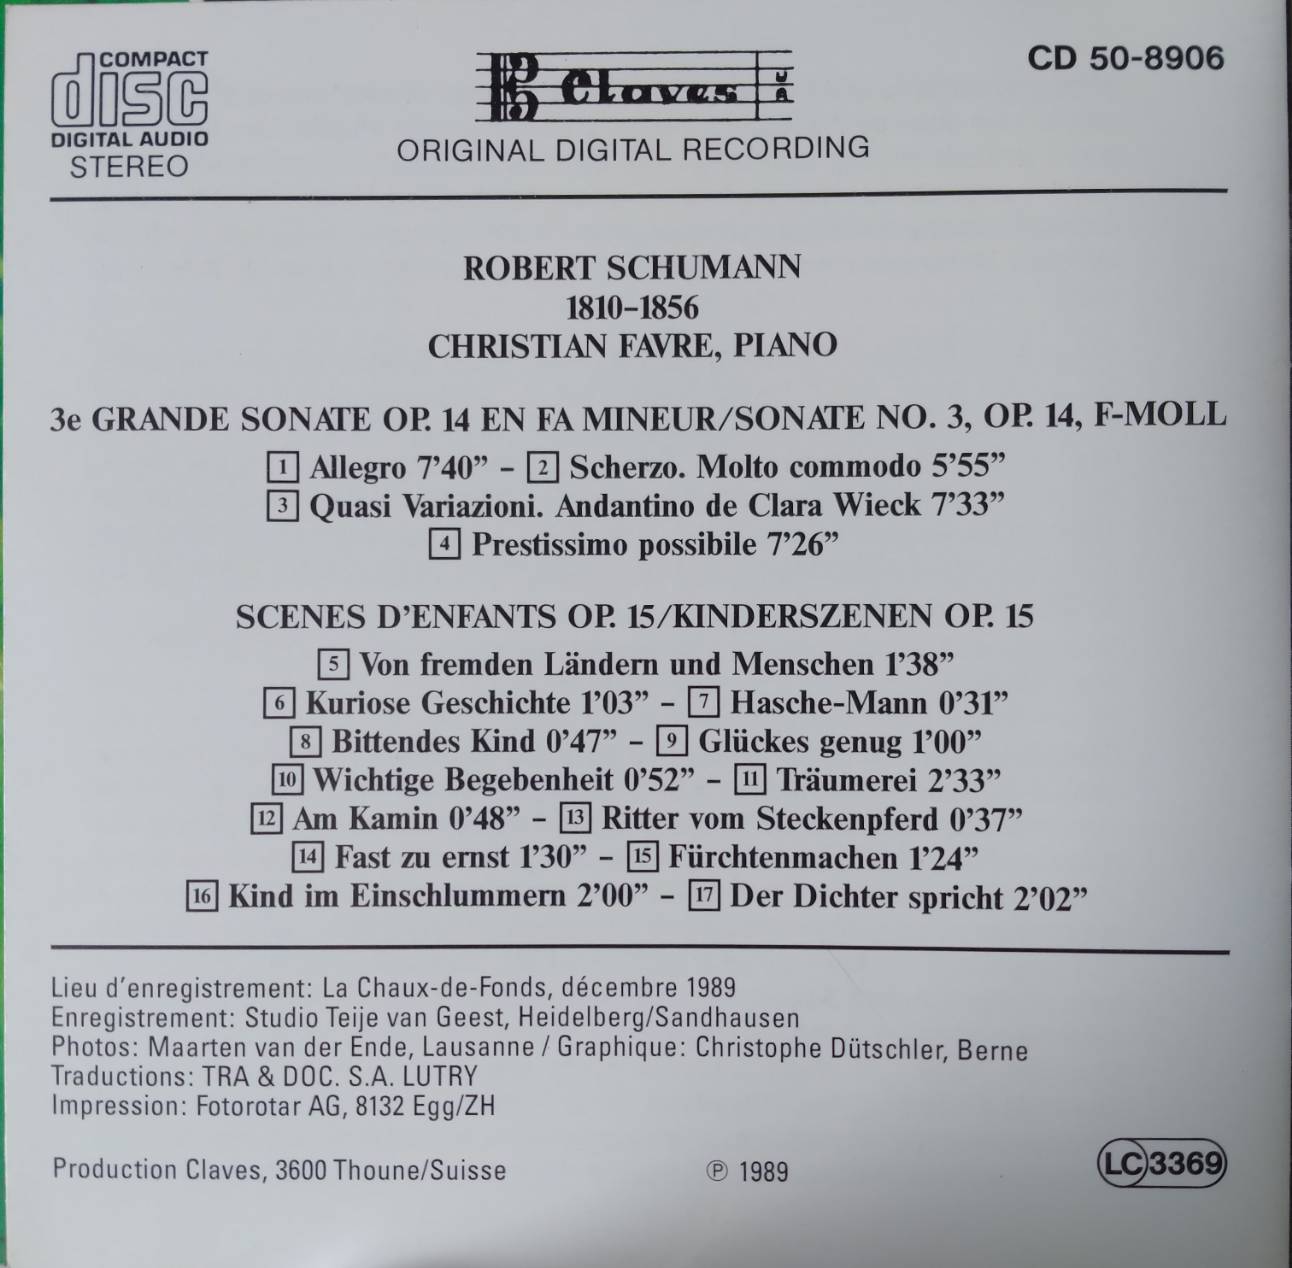 COMPACT
disc
DIGITAL AUDIO
STEREO
Claves
ORIGINAL DIGITAL RECORDING
CD 50-8906
ROBERT SCHUMANN
1810–1856
CHRISTIAN FAVRE, PIANO
3e GRANDE SONATE OP. 14 EN FA MINEUR/SONATE NO. 3, OP. 14, F-MOLL
1 Allegro 7’40” – 2 Scherzo. Molto commodo 5’55”
3 Quasi Variazioni. Andantino de Clara Wieck 7’33”
4 Prestissimo possibile 7’26”
SCENES D’ENFANTS OP. 15/KINDERSZENEN OP. 15
5 Von fremden Ländern und Menschen 1’38”
6 Kuriose Geschichte 1’03” – 7 Hasche-Mann 0’31”
8 Bittendes Kind 0’47” – 9 Glückes genug 1’00”
10 Wichtige Begebenheit 0’52” – 11 Träumerei 2’33”
12 Am Kamin 0’48” – 13 Ritter vom Steckenpferd 0’37”
14 Fast zu ernst 1’30” – 15 Fürchtenmachen 1’24”
16 Kind im Einschlummern 2’00” – 17 Der Dichter spricht 2’02”
Lieu d’enregistrement: La Chaux-de-Fonds, décembre 1989
Enregistrement: Studio Teije van Geest, Heidelberg/Sandhausen
Photos: Maarten van der Ende, Lausanne / Graphique: Christophe Dütschler, Berne
Traductions: TRA & DOC. S.A. LUTRY
Impression: Fotorotar AG, 8132 Egg/ZH
Production Claves, 3600 Thoune/Suisse
℗ 1989
LC 3369